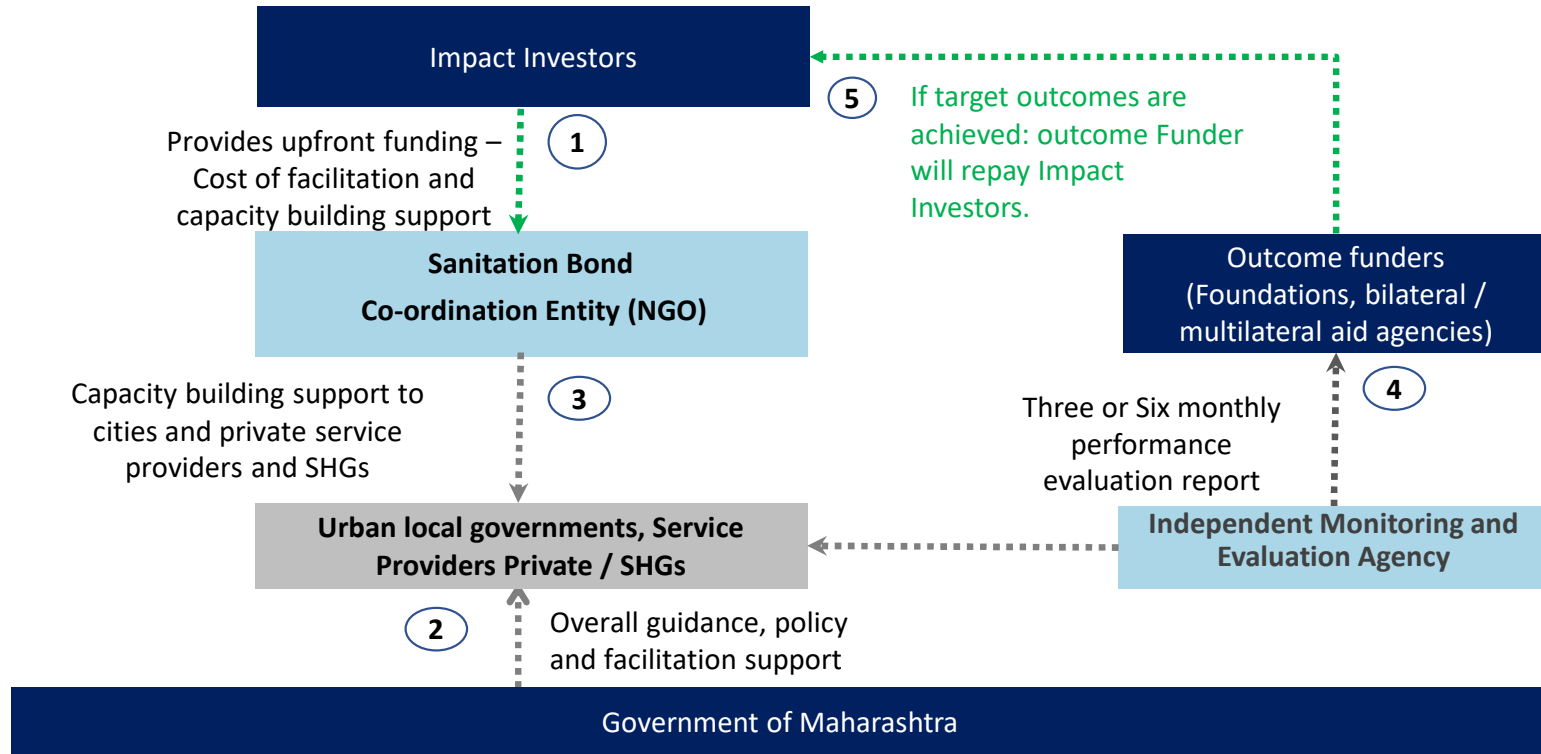 Impact Investors
1
Provides upfront funding –
Cost of facilitation and
capacity building support
5
If target outcomes are
achieved: outcome Funder
will repay Impact
Investors.
Sanitation Bond
Co-ordination Entity (NGO)
Outcome funders
(Foundations, bilateral /
multilateral aid agencies)
3
Capacity building support to
cities and private service
providers and SHGs
4
Three or Six monthly
performance
evaluation report
Urban local governments, Service
Providers Private / SHGs
Independent Monitoring and
Evaluation Agency
2
Overall guidance, policy
and facilitation support
Government of Maharashtra